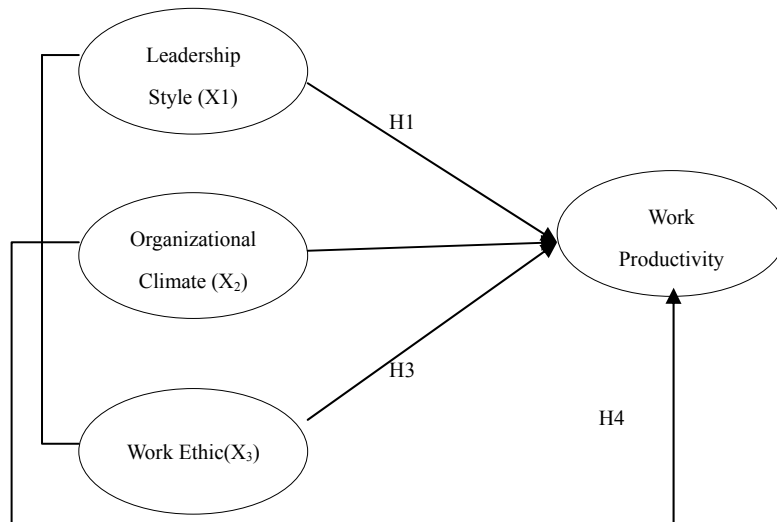 Leadership
Style (X1)
H1
Organizational
Climate (X₂)
Work
Productivity
H3
Work Ethic(X₃)
H4